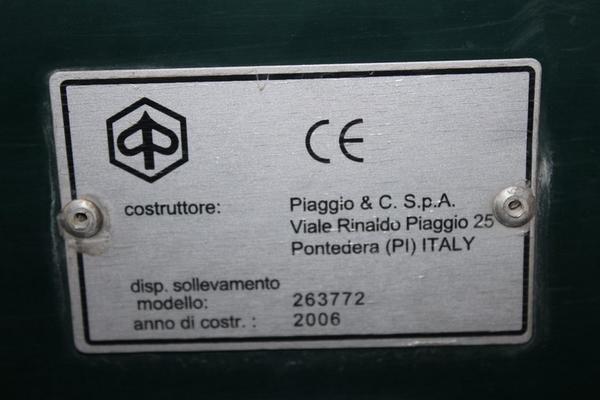 CE
costruttore: Piaggio & C. S.p.A.
Viale Rinaldo Piaggio 25
Pontedera (PI) ITALY
disp. sollevamento
modello: 263772
anno di costr. : 2006